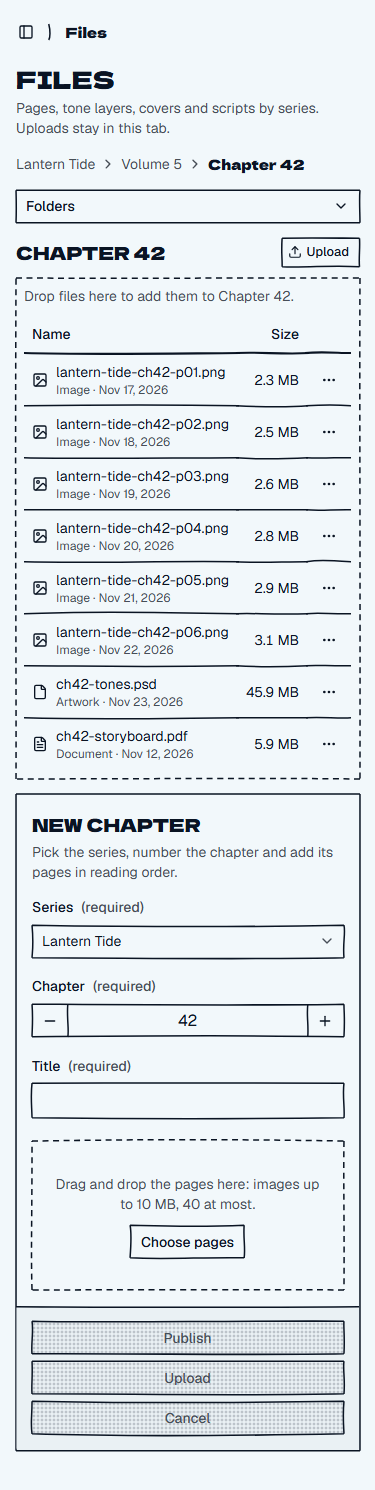 Files
FILES
Pages, tone layers, covers and scripts by series.
Uploads stay in this tab.
Lantern Tide > Volume 5 > Chapter 42
Folders
CHAPTER 42
Upload
Drop files here to add them to Chapter 42.
Name Size
lantern-tide-ch42-p01.png 2.3 MB
Image · Nov 17, 2026
lantern-tide-ch42-p02.png 2.5 MB
Image · Nov 18, 2026
lantern-tide-ch42-p03.png 2.6 MB
Image · Nov 19, 2026
lantern-tide-ch42-p04.png 2.8 MB
Image · Nov 20, 2026
lantern-tide-ch42-p05.png 2.9 MB
Image · Nov 21, 2026
lantern-tide-ch42-p06.png 3.1 MB
Image · Nov 22, 2026
ch42-tones.psd 45.9 MB
Artwork · Nov 23, 2026
ch42-storyboard.pdf 5.9 MB
Document · Nov 12, 2026
NEW CHAPTER
Pick the series, number the chapter and add its
pages in reading order.
Series (required)
Lantern Tide
Chapter (required)
− 42 +
Title (required)
Drag and drop the pages here: images up
to 10 MB, 40 at most.
Choose pages
Publish
Upload
Cancel